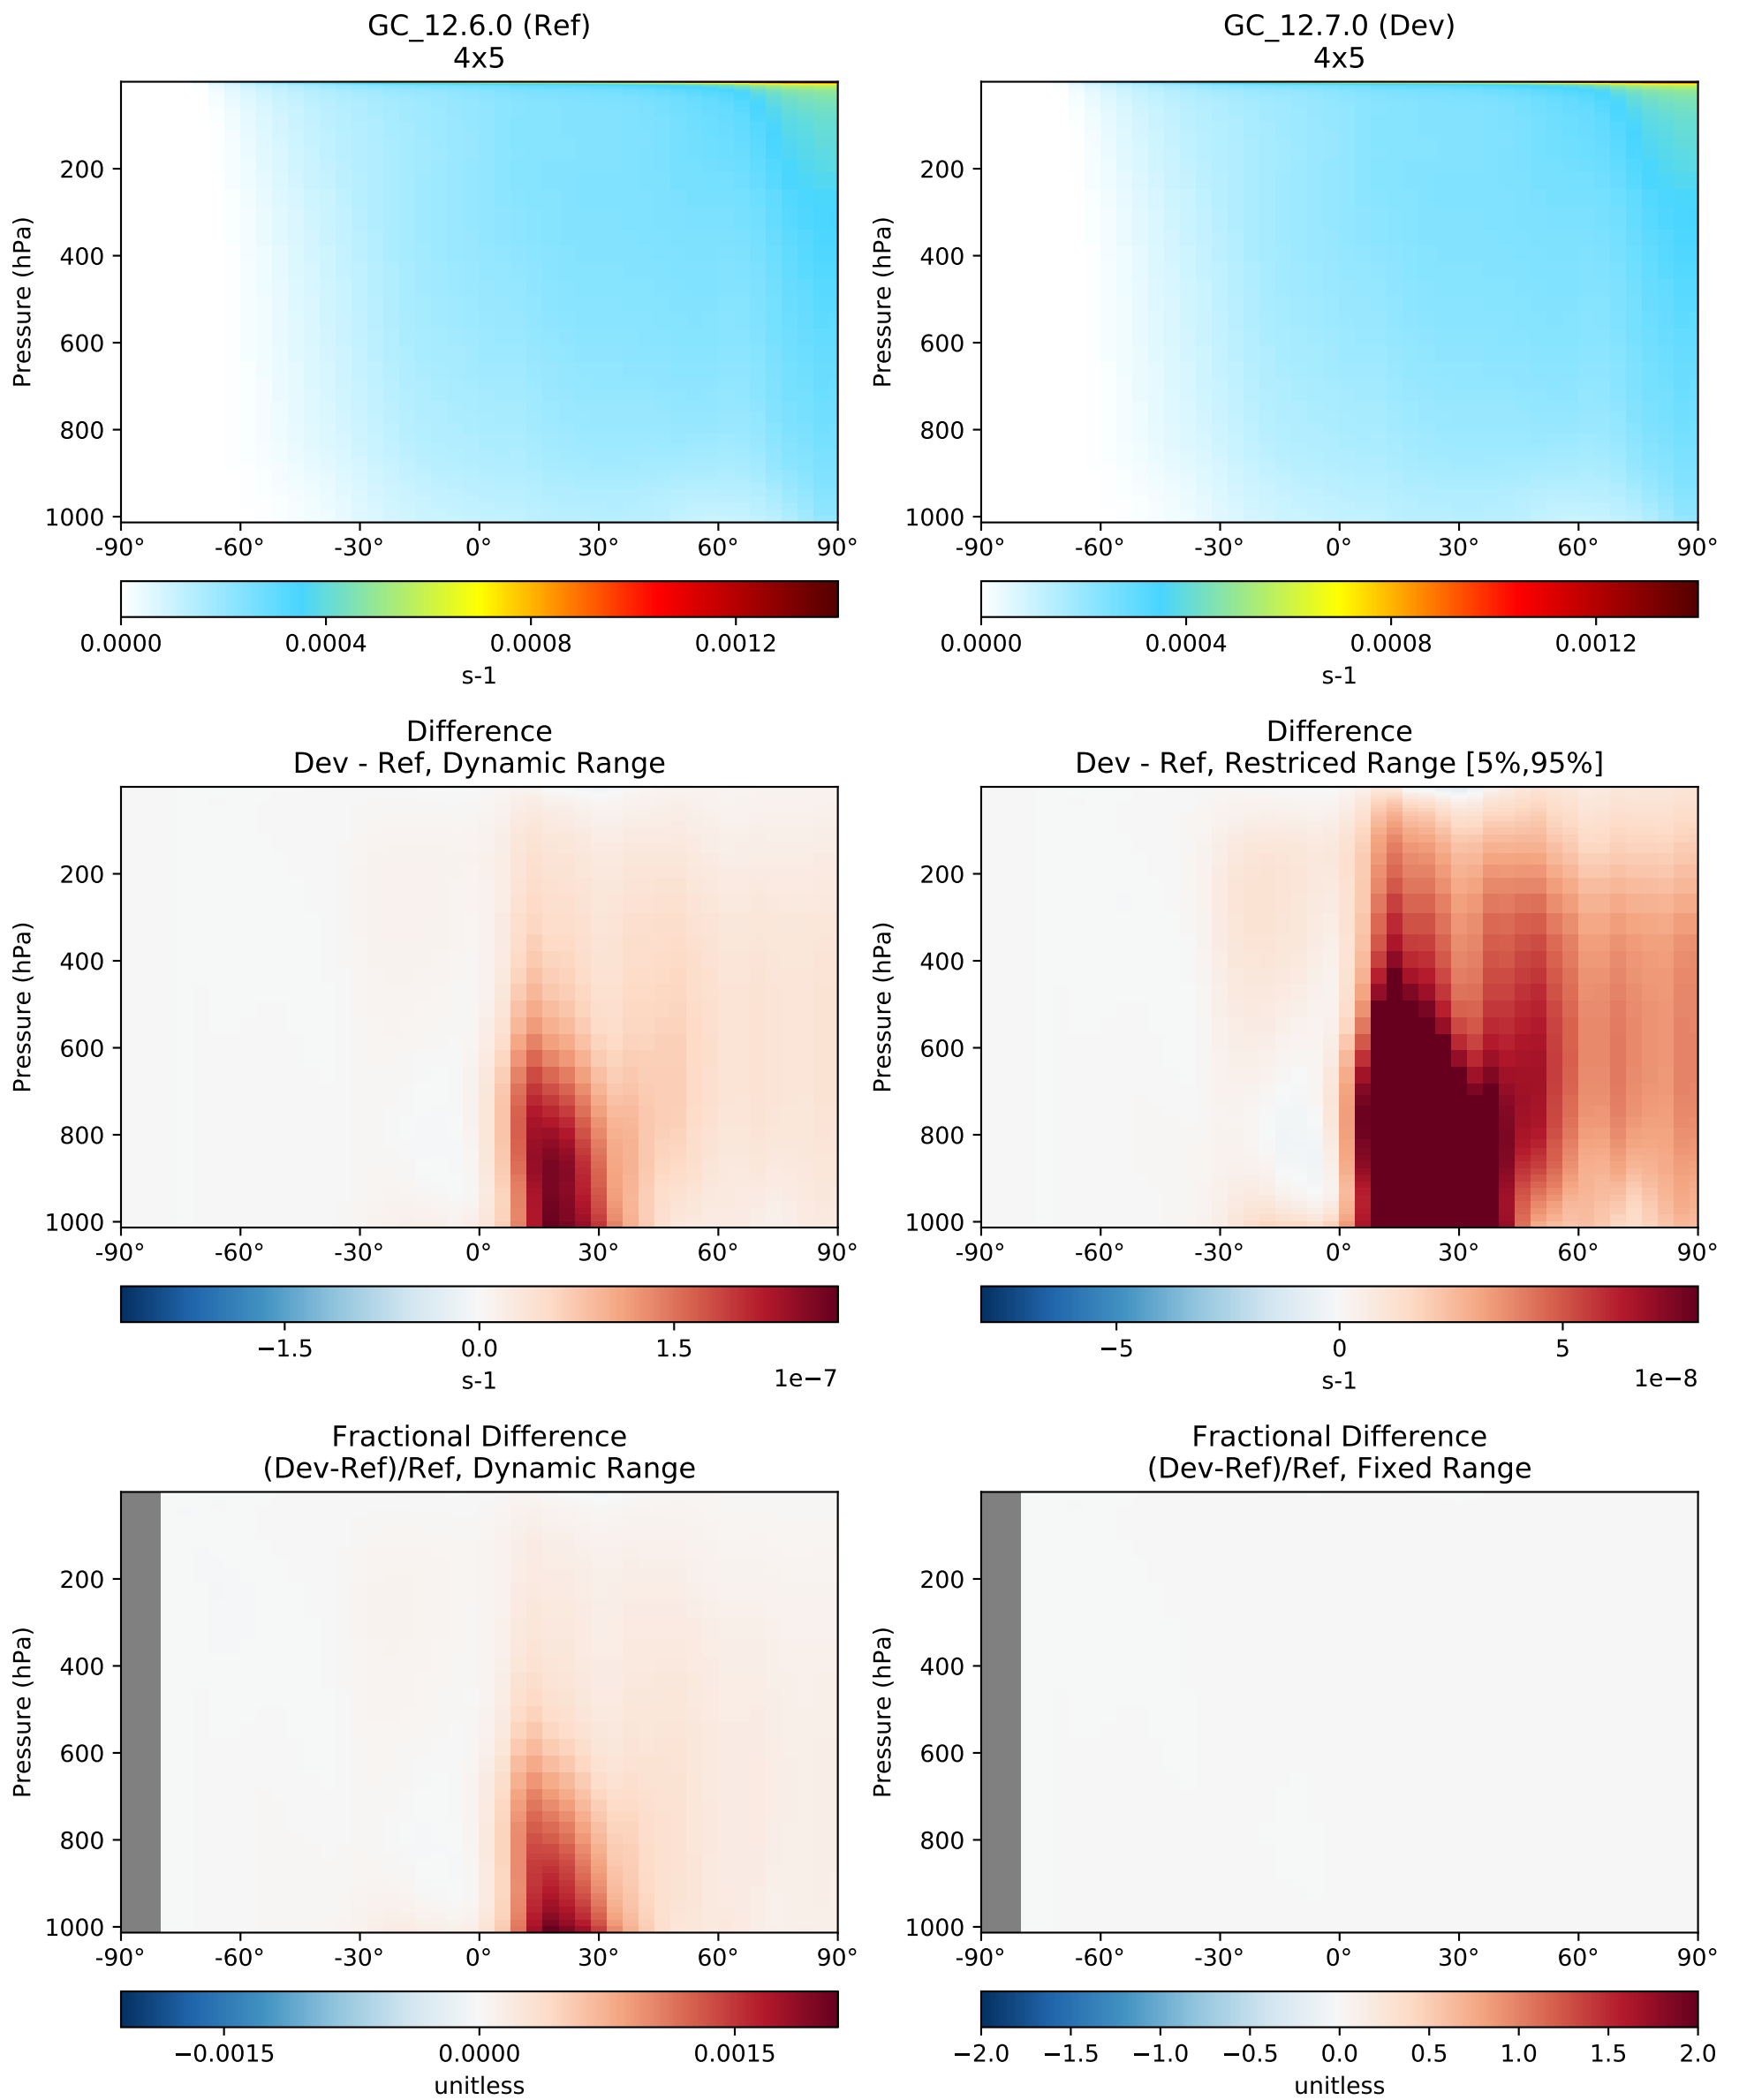 GC_12.6.0 (Ref)
4x5
Pressure (hPa)
200
400
600
800
1000
-90° -60° -30° 0° 30° 60° 90°
0.0000 0.0004 0.0008 0.0012
s-1
GC_12.7.0 (Dev)
4x5
Pressure (hPa)
200
400
600
800
1000
-90° -60° -30° 0° 30° 60° 90°
0.0000 0.0004 0.0008 0.0012
s-1
Difference
Dev - Ref, Dynamic Range
Pressure (hPa)
200
400
600
800
1000
-90° -60° -30° 0° 30° 60° 90°
−1.5 0.0 1.5
s-1 1e−7
Difference
Dev - Ref, Restriced Range [5%,95%]
Pressure (hPa)
200
400
600
800
1000
-90° -60° -30° 0° 30° 60° 90°
−5 0 5
s-1 1e−8
Fractional Difference
(Dev-Ref)/Ref, Dynamic Range
Pressure (hPa)
200
400
600
800
1000
-90° -60° -30° 0° 30° 60° 90°
−0.0015 0.0000 0.0015
unitless
Fractional Difference
(Dev-Ref)/Ref, Fixed Range
Pressure (hPa)
200
400
600
800
1000
-90° -60° -30° 0° 30° 60° 90°
−2.0 −1.5 −1.0 −0.5 0.0 0.5 1.0 1.5 2.0
unitless